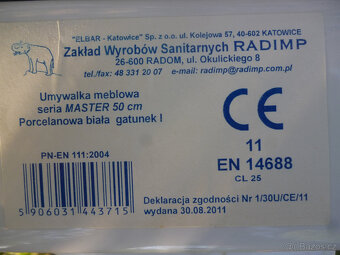 "ELBAR - Katowice" Sp. z o.o. ul. Kolejowa 57, 40-602 KATOWICE
Zakład Wyrobów Sanitarnych RADIMP
26-600 RADOM, ul. Okulickiego 8
tel./fax: 48 331 20 07 e-mail: radimp@radimp.com.pl
Umywalka meblowa
seria MASTER 50 cm
Porcelanowa biała gatunek I
CE
11
EN 14688
CL 25
PN-EN 111:2004
5 906031 443715
Deklaracja zgodności Nr 1/30U/CE/11
wydana 30.08.2011
Bazos.cz